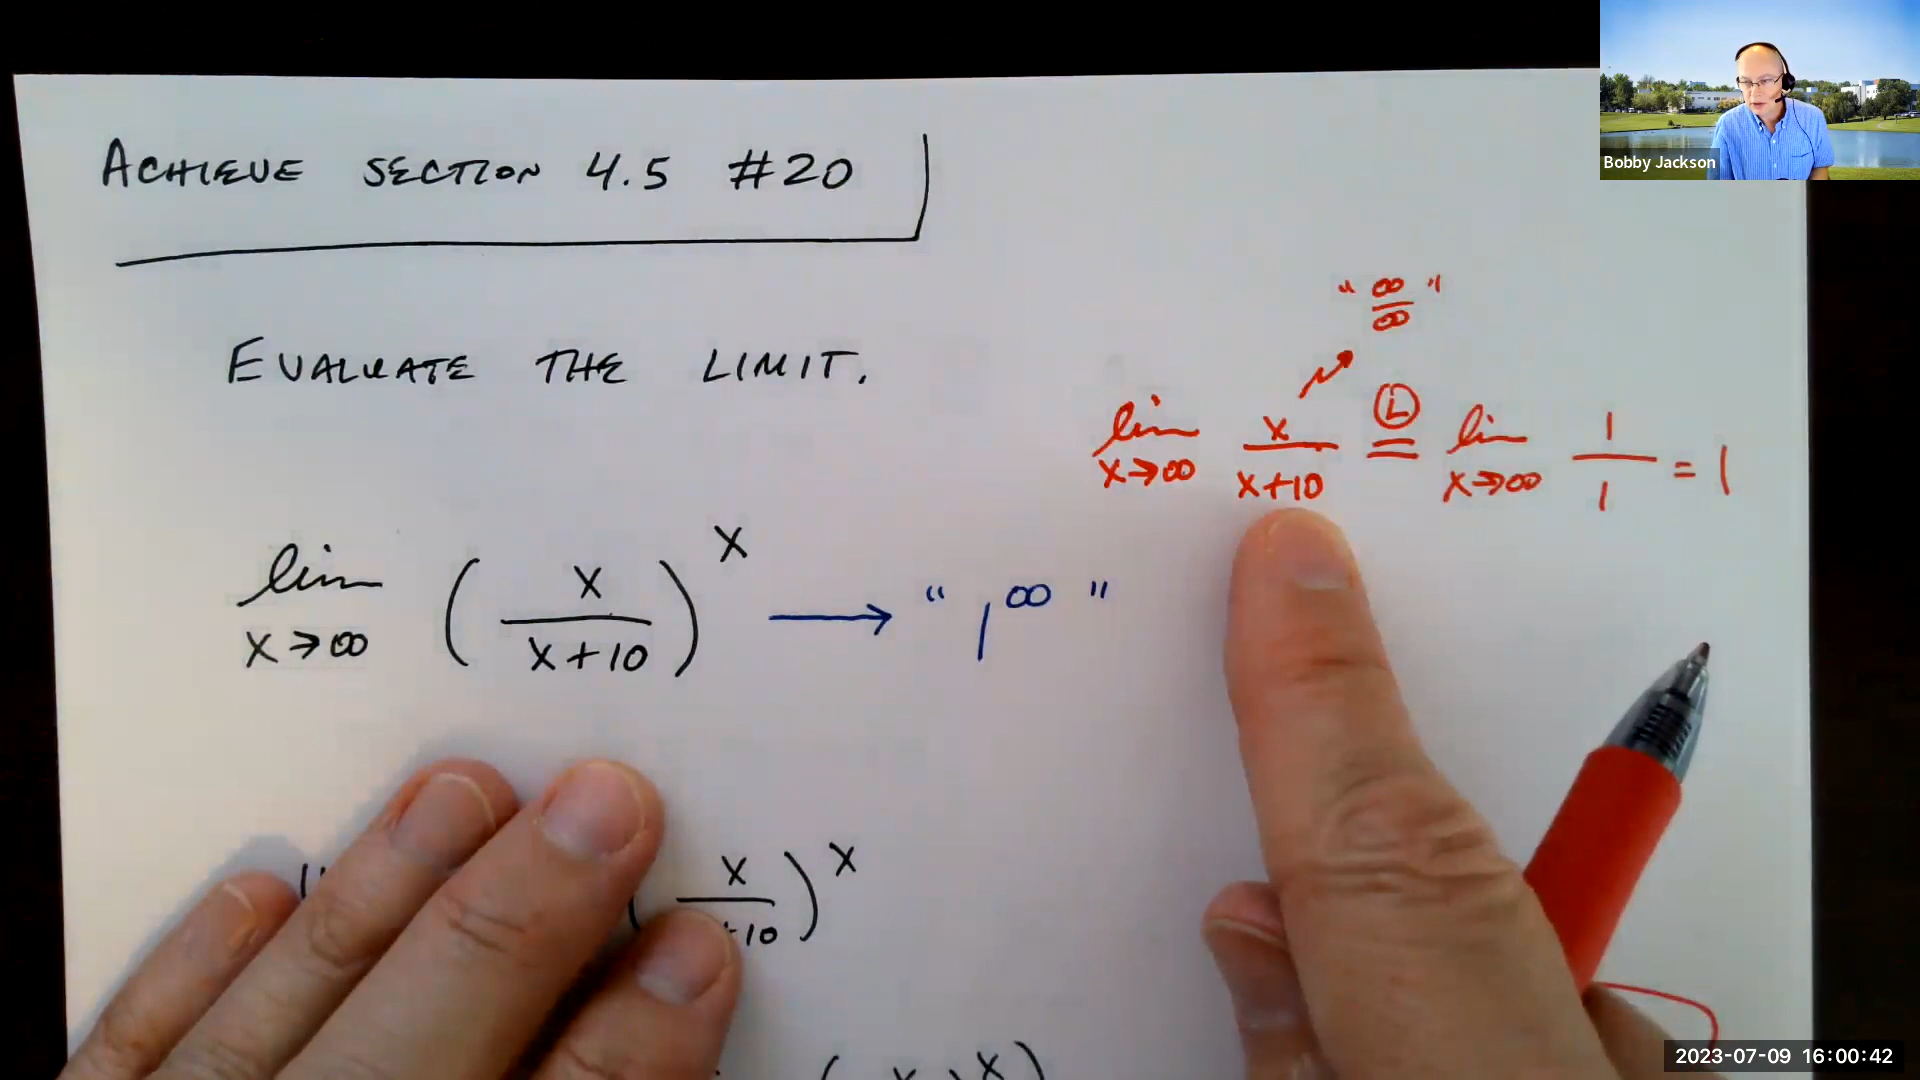 ACHIEVE SECTION 4.5 #20
EVALUATE THE LIMIT.
"∞/∞"
lim x→∞ x/(x+10) =Ⓛ lim x→∞ 1/1 = 1
lim x→∞ (x/(x+10))^x → "1^∞"
x/+10)^x
Bobby Jackson
2023-07-09 16:00:42